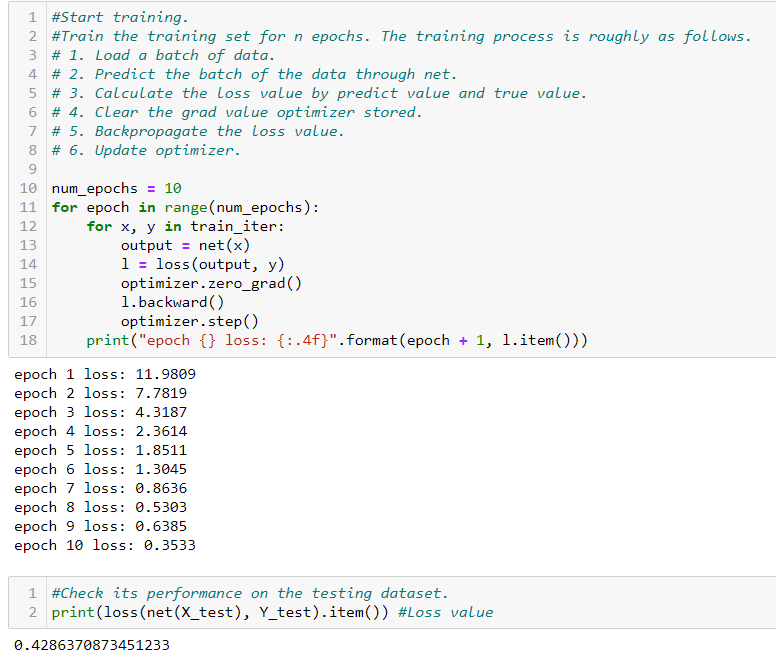 1 #Start training.
2 #Train the training set for n epochs. The training process is roughly as follows.
3 # 1. Load a batch of data.
4 # 2. Predict the batch of the data through net.
5 # 3. Calculate the loss value by predict value and true value.
6 # 4. Clear the grad value optimizer stored.
7 # 5. Backpropagate the loss value.
8 # 6. Update optimizer.
9
10 num_epochs = 10
11 for epoch in range(num_epochs):
12     for x, y in train_iter:
13         output = net(x)
14         l = loss(output, y)
15         optimizer.zero_grad()
16         l.backward()
17         optimizer.step()
18     print("epoch {} loss: {:.4f}".format(epoch + 1, l.item()))
epoch 1 loss: 11.9809
epoch 2 loss: 7.7819
epoch 3 loss: 4.3187
epoch 4 loss: 2.3614
epoch 5 loss: 1.8511
epoch 6 loss: 1.3045
epoch 7 loss: 0.8636
epoch 8 loss: 0.5303
epoch 9 loss: 0.6385
epoch 10 loss: 0.3533
1 #Check its performance on the testing dataset.
2 print(loss(net(X_test), Y_test).item()) #Loss value
0.4286370873451233